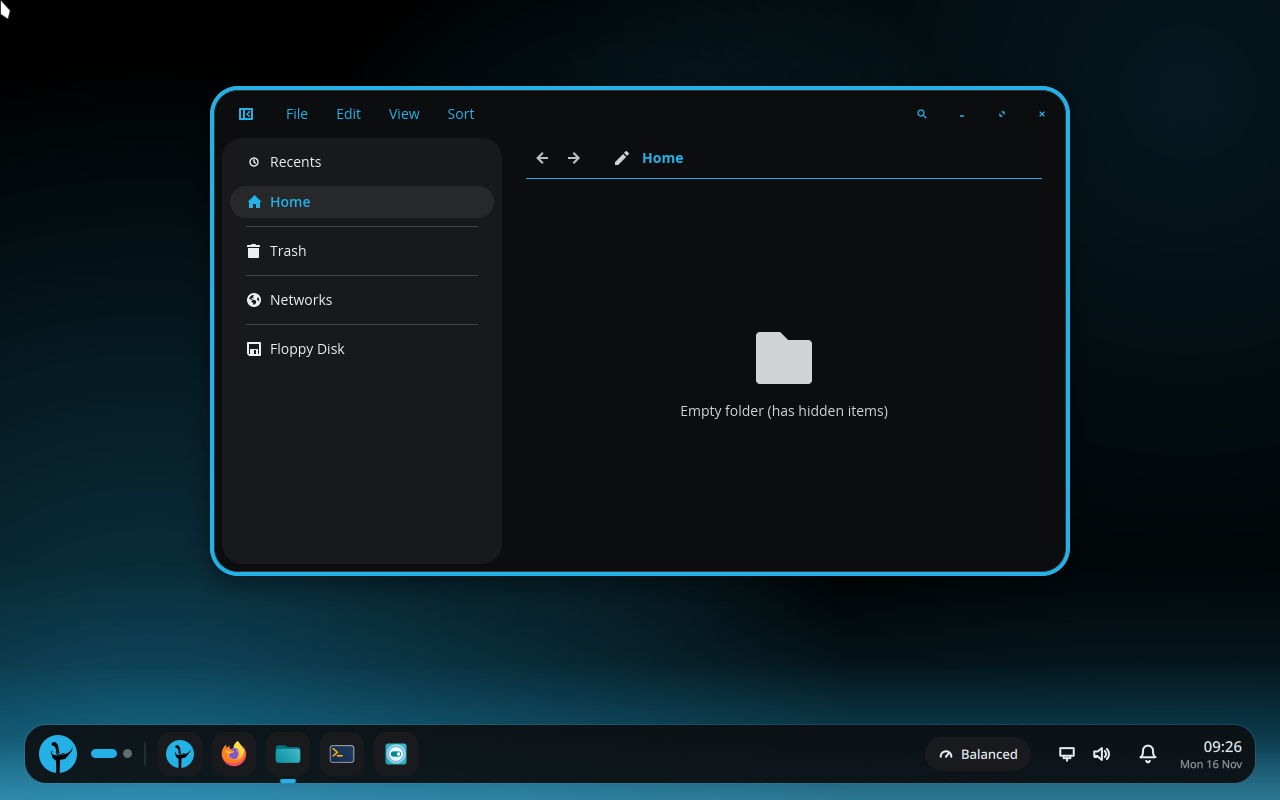 File Edit View Sort
Recents
Home
Trash
Networks
Floppy Disk
Home
Empty folder (has hidden items)
Balanced
09:26
Mon 16 Nov